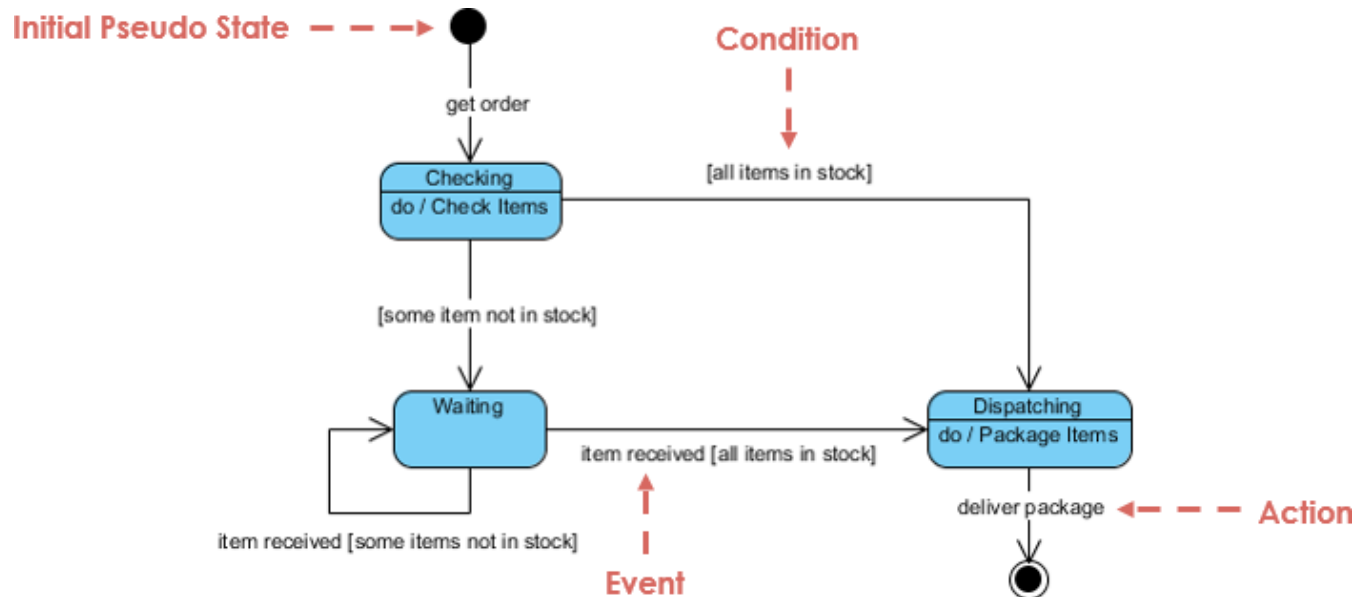 Initial Pseudo State
Condition
get order
[all items in stock]
Checking
do / Check Items
[some item not in stock]
Waiting
Dispatching
do / Package Items
item received [all items in stock]
deliver package
Action
item received [some items not in stock]
Event